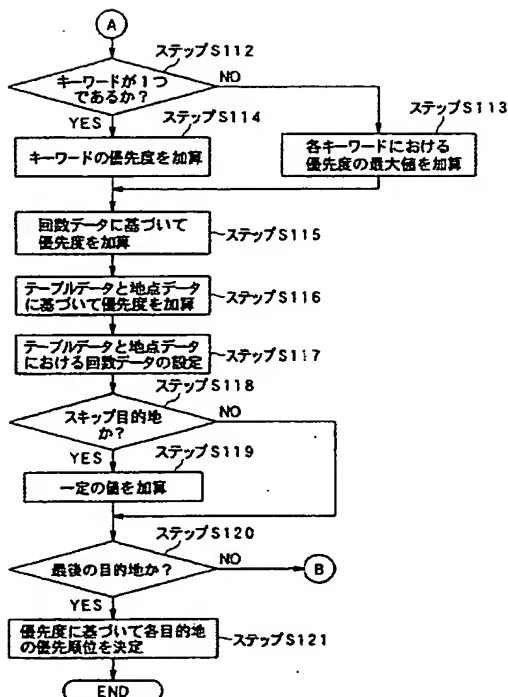 A
ステップS112
キーワードが1つ
であるか?
NO
YES
ステップS114
ステップS113
キーワードの優先度を加算
各キーワードにおける
優先度の最大値を加算
回数データに基づいて
優先度を加算
ステップS115
テーブルデータと地点データ
に基づいて優先度を加算
ステップS116
テーブルデータと地点データ
における回数データの設定
ステップS117
ステップS118
スキップ目的地
か?
NO
YES
ステップS119
一定の値を加算
ステップS120
最後の目的地か?
NO
B
YES
優先度に基づいて各目的地
の優先順位を決定
ステップS121
END